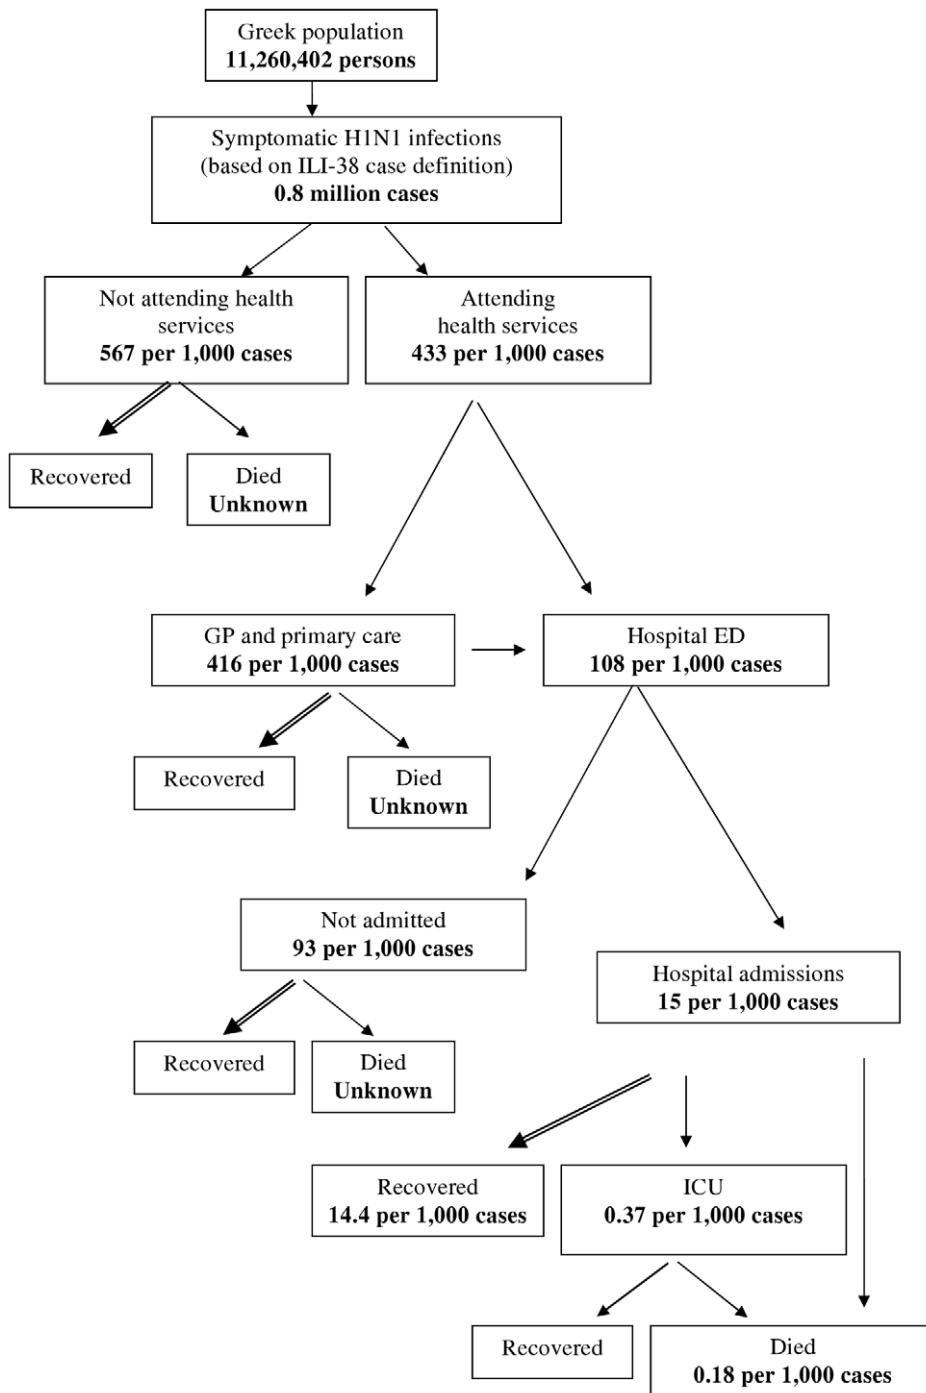 Greek population
11,260,402 persons
Symptomatic H1N1 infections
(based on ILI-38 case definition)
0.8 million cases
Not attending health
services
567 per 1,000 cases
Attending
health services
433 per 1,000 cases
Recovered
Died
Unknown
GP and primary care
416 per 1,000 cases
Hospital ED
108 per 1,000 cases
Recovered
Died
Unknown
Not admitted
93 per 1,000 cases
Hospital admissions
15 per 1,000 cases
Recovered
Died
Unknown
Recovered
14.4 per 1,000 cases
ICU
0.37 per 1,000 cases
Recovered
Died
0.18 per 1,000 cases